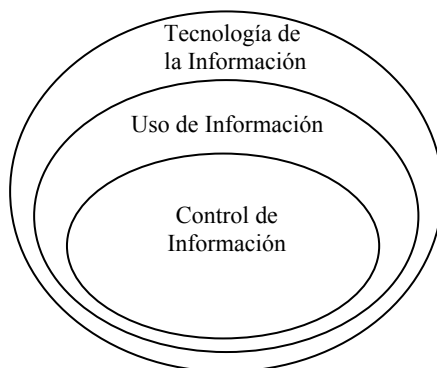 Tecnología de
la Información
Uso de Información
Control de
Información